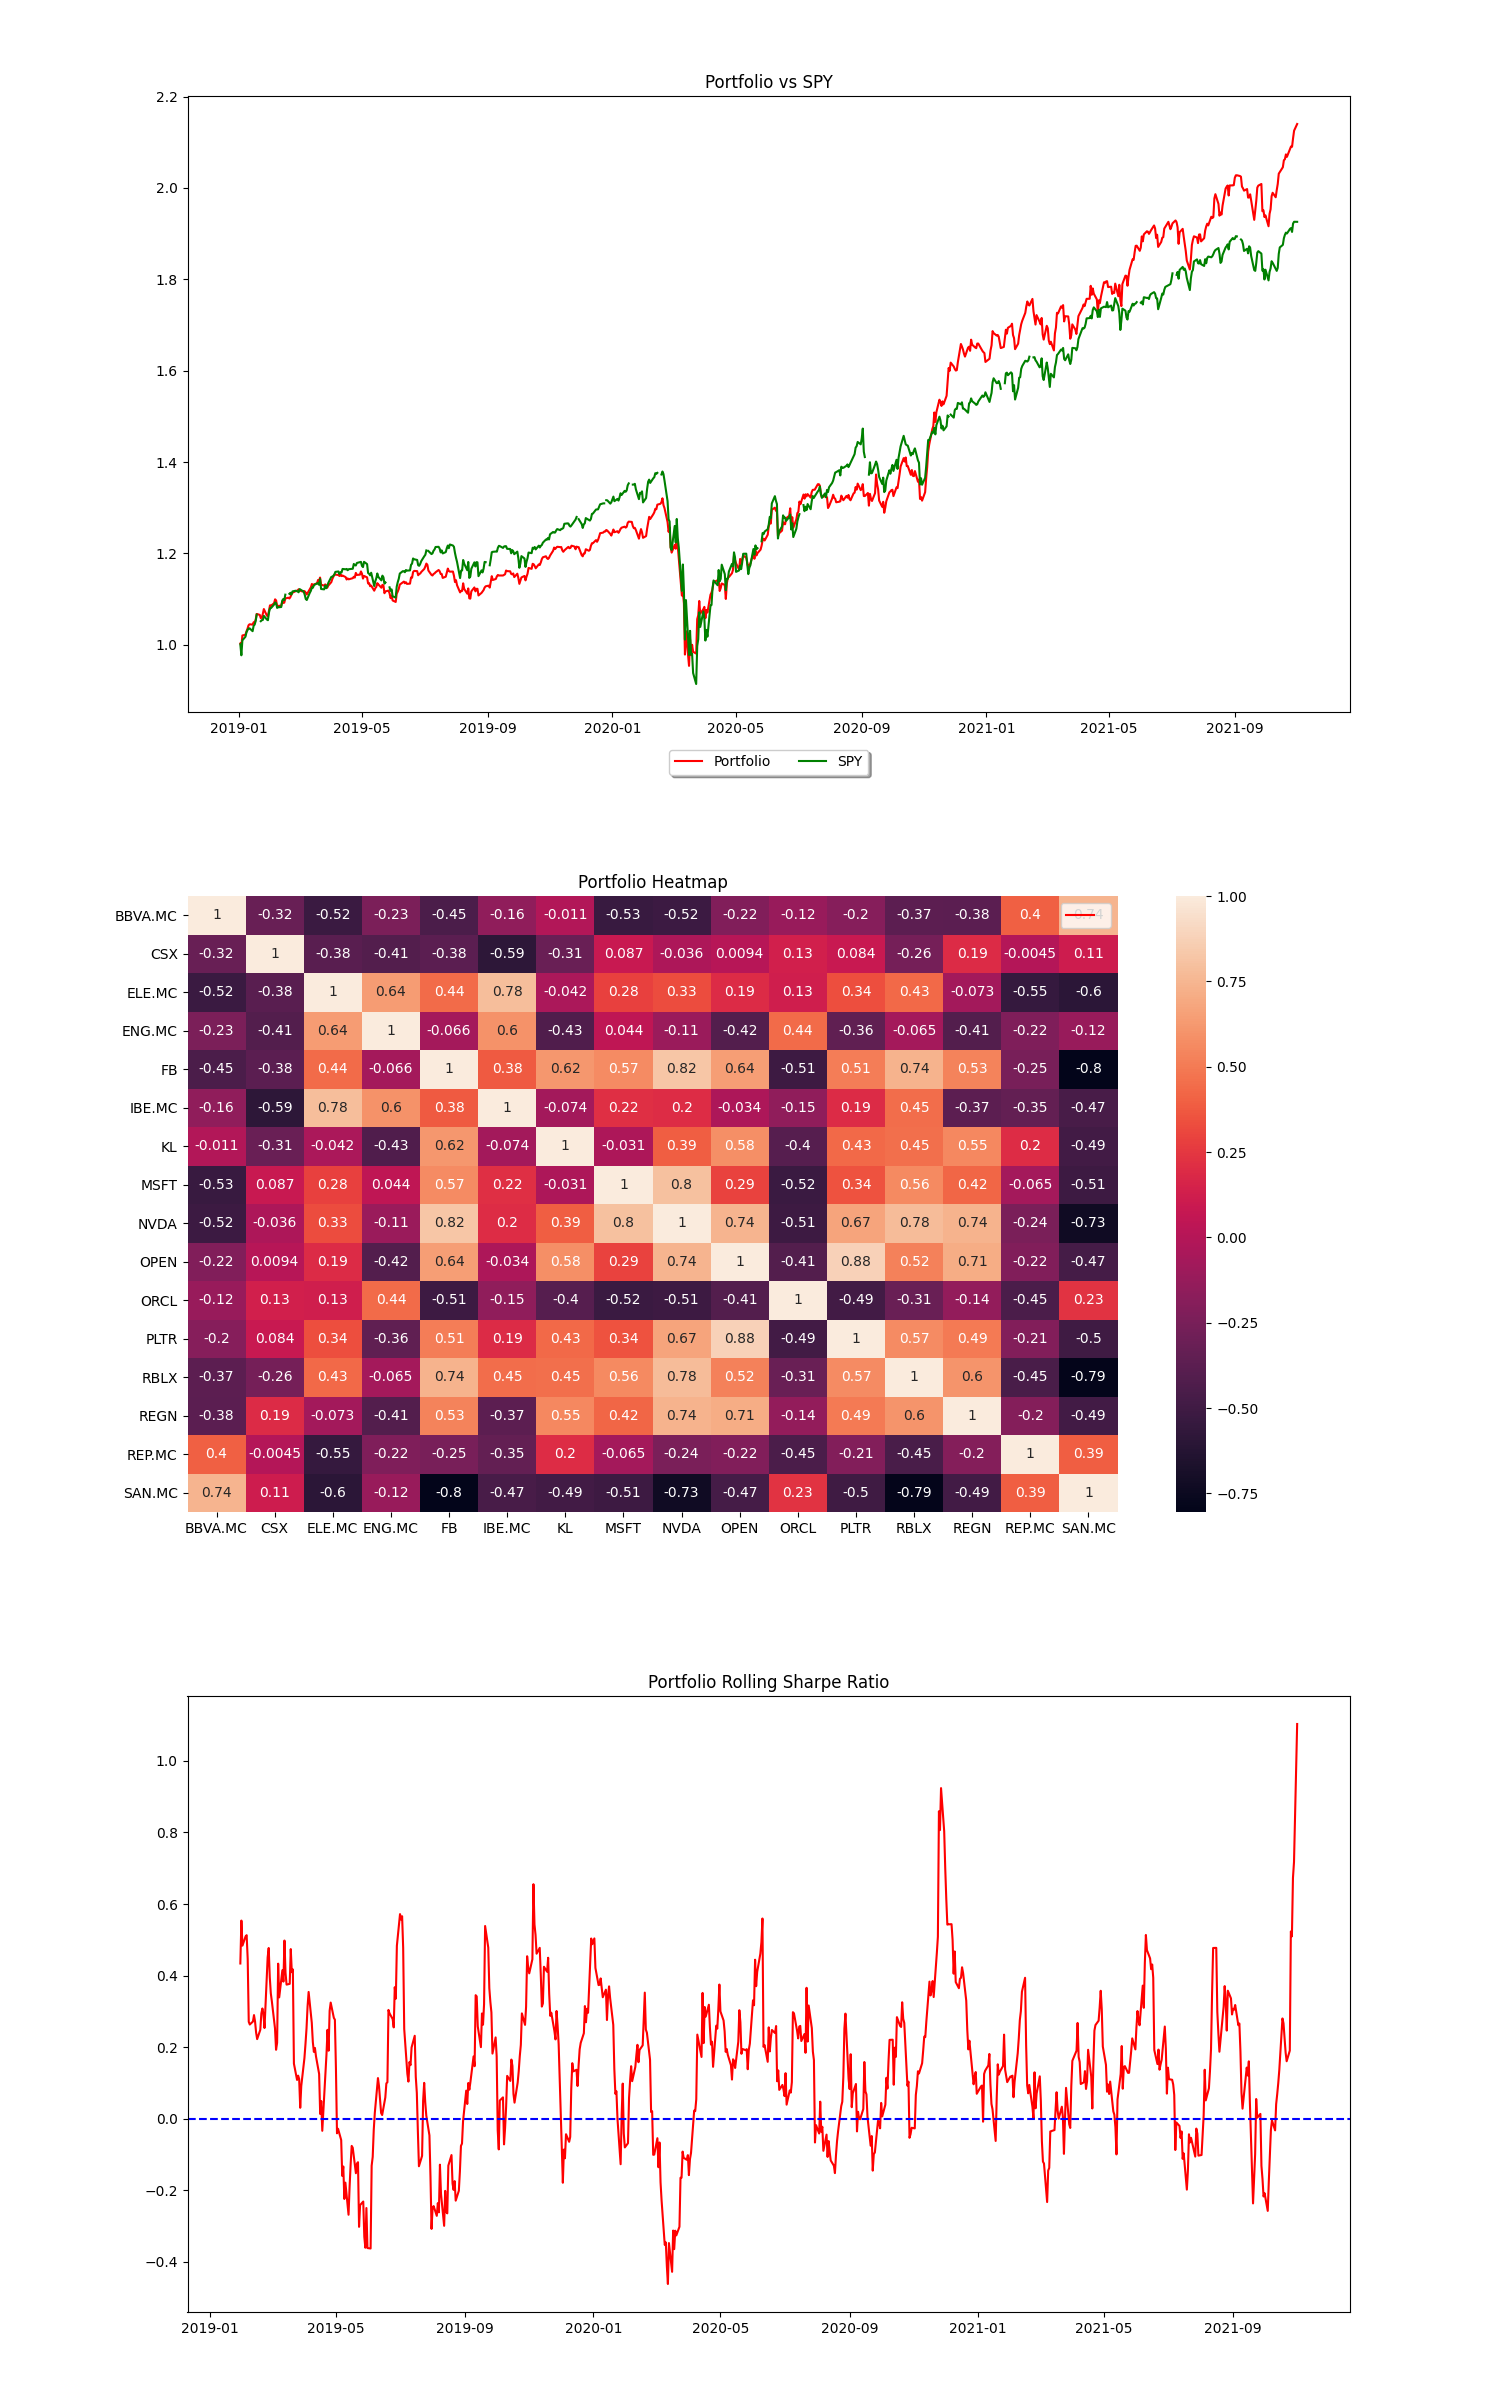 Portfolio vs SPY
2.2
2.0
1.8
1.6
1.4
1.2
1.0
2019-01 2019-05 2019-09 2020-01 2020-05 2020-09 2021-01 2021-05 2021-09
Portfolio SPY
Portfolio Heatmap
BBVA.MC 1 -0.32 -0.52 -0.23 -0.45 -0.16 -0.011 -0.53 -0.52 -0.22 -0.12 -0.2 -0.37 -0.38 0.4 0.74
CSX -0.32 1 -0.38 -0.41 -0.38 -0.59 -0.31 0.087 -0.036 0.0094 0.13 0.084 -0.26 0.19 -0.0045 0.11
ELE.MC -0.52 -0.38 1 0.64 0.44 0.78 -0.042 0.28 0.33 0.19 0.13 0.34 0.43 -0.073 -0.55 -0.6
ENG.MC -0.23 -0.41 0.64 1 -0.066 0.6 -0.43 0.044 -0.11 -0.42 0.44 -0.36 -0.065 -0.41 -0.22 -0.12
FB -0.45 -0.38 0.44 -0.066 1 0.38 0.62 0.57 0.82 0.64 -0.51 0.51 0.74 0.53 -0.25 -0.8
IBE.MC -0.16 -0.59 0.78 0.6 0.38 1 -0.074 0.22 0.2 -0.034 -0.15 0.19 0.45 -0.37 -0.35 -0.47
KL -0.011 -0.31 -0.042 -0.43 0.62 -0.074 1 -0.031 0.39 0.58 -0.4 0.43 0.45 0.55 0.2 -0.49
MSFT -0.53 0.087 0.28 0.044 0.57 0.22 -0.031 1 0.8 0.29 -0.52 0.34 0.56 0.42 -0.065 -0.51
NVDA -0.52 -0.036 0.33 -0.11 0.82 0.2 0.39 0.8 1 0.74 -0.51 0.67 0.78 0.74 -0.24 -0.73
OPEN -0.22 0.0094 0.19 -0.42 0.64 -0.034 0.58 0.29 0.74 1 -0.41 0.88 0.52 0.71 -0.22 -0.47
ORCL -0.12 0.13 0.13 0.44 -0.51 -0.15 -0.4 -0.52 -0.51 -0.41 1 -0.49 -0.31 -0.14 -0.45 0.23
PLTR -0.2 0.084 0.34 -0.36 0.51 0.19 0.43 0.34 0.67 0.88 -0.49 1 0.57 0.49 -0.21 -0.5
RBLX -0.37 -0.26 0.43 -0.065 0.74 0.45 0.45 0.56 0.78 0.52 -0.31 0.57 1 0.6 -0.45 -0.79
REGN -0.38 0.19 -0.073 -0.41 0.53 -0.37 0.55 0.42 0.74 0.71 -0.14 0.49 0.6 1 -0.2 -0.49
REP.MC 0.4 -0.0045 -0.55 -0.22 -0.25 -0.35 0.2 -0.065 -0.24 -0.22 -0.45 -0.21 -0.45 -0.2 1 0.39
SAN.MC 0.74 0.11 -0.6 -0.12 -0.8 -0.47 -0.49 -0.51 -0.73 -0.47 0.23 -0.5 -0.79 -0.49 0.39 1
BBVA.MC CSX ELE.MC ENG.MC FB IBE.MC KL MSFT NVDA OPEN ORCL PLTR RBLX REGN REP.MC SAN.MC
1.00
0.75
0.50
0.25
0.00
−0.25
−0.50
−0.75
Portfolio Rolling Sharpe Ratio
1.0
0.8
0.6
0.4
0.2
0.0
−0.2
−0.4
2019-01 2019-05 2019-09 2020-01 2020-05 2020-09 2021-01 2021-05 2021-09